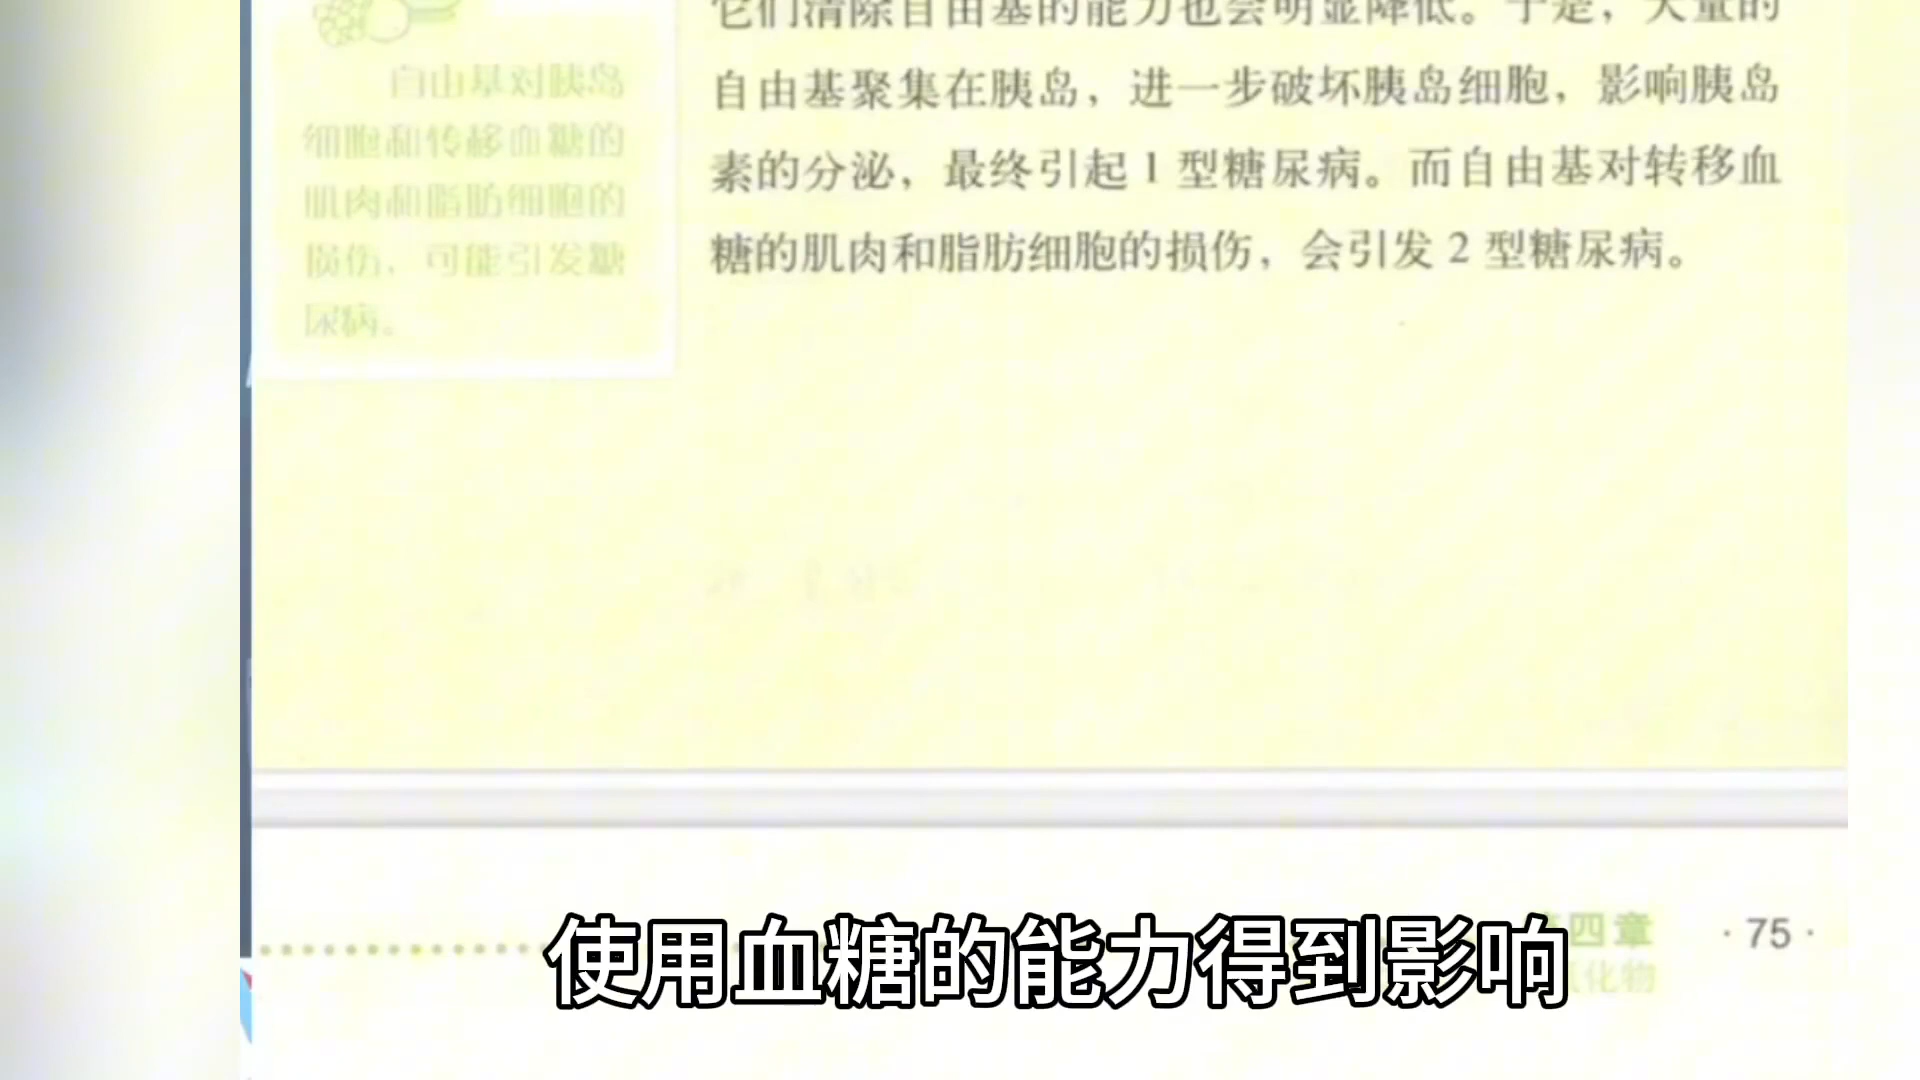 自由基对胰岛
细胞和转移血糖的
肌肉和脂肪细胞的
损伤，可能引发糖
尿病。
它们清除自由基的能力也会明显降低。于是，大量的
自由基聚集在胰岛，进一步破坏胰岛细胞，影响胰岛
素的分泌，最终引起1型糖尿病。而自由基对转移血
糖的肌肉和脂肪细胞的损伤，会引发2型糖尿病。
四章
·75·
化物
使用血糖的能力得到影响